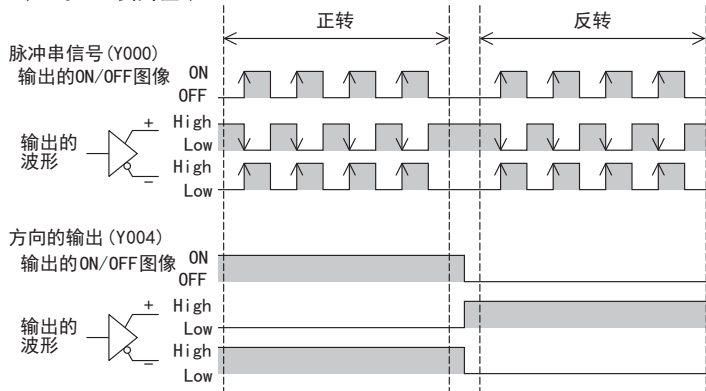 正转 反转
脉冲串信号(Y000)
输出的ON/OFF图像 ON
OFF
输出的
波形
+ High
Low
− High
Low
方向的输出(Y004)
输出的ON/OFF图像 ON
OFF
输出的
波形
+ High
Low
− High
Low